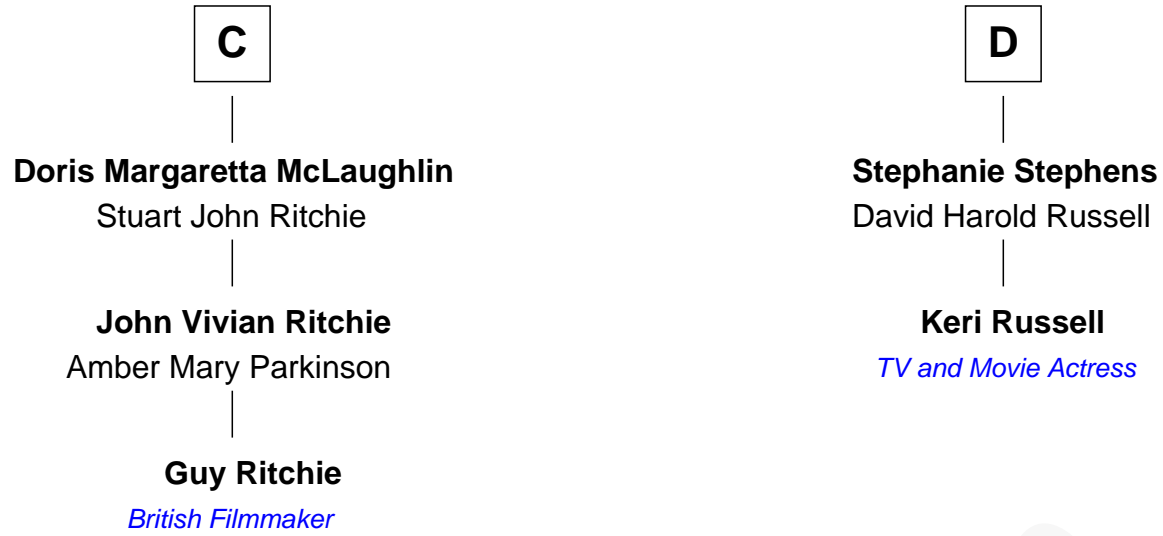 C
Doris Margaretta McLaughlin
Stuart John Ritchie
John Vivian Ritchie
Amber Mary Parkinson
Guy Ritchie
British Filmmaker
D
Stephanie Stephens
David Harold Russell
Keri Russell
TV and Movie Actress